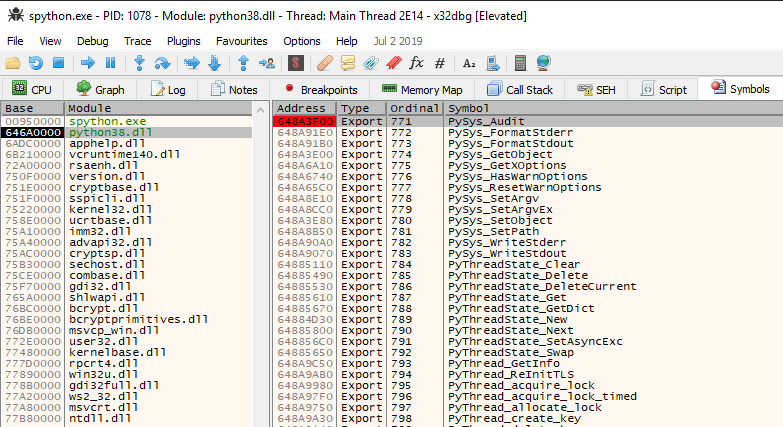 spython.exe - PID: 1078 - Module: python38.dll - Thread: Main Thread 2E14 - x32dbg [Elevated]
File View Debug Trace Plugins Favourites Options Help Jul 2 2019
CPU Graph Log Notes Breakpoints Memory Map Call Stack SEH Script Symbols
Base Module Address Type Ordinal Symbol
00950000 spython.exe 648A3F00 Export 771 PySys_Audit
646A0000 python38.dll 648A91E0 Export 772 PySys_FormatStderr
6ADC0000 apphelp.dll 648A91B0 Export 773 PySys_FormatStdout
6B210000 vcruntime140.dll 648A3E00 Export 774 PySys_GetObject
72A00000 rsaenh.dll 648A6A10 Export 775 PySys_GetXOptions
750F0000 version.dll 648A6740 Export 776 PySys_HasWarnOptions
751E0000 cryptbase.dll 648A65C0 Export 777 PySys_ResetWarnOptions
751F0000 sspicli.dll 648A8E10 Export 778 PySys_SetArgv
75220000 kernel32.dll 648A8CC0 Export 779 PySys_SetArgvEx
758E0000 ucrtbase.dll 648A3E80 Export 780 PySys_SetObject
75A10000 imm32.dll 648A8B50 Export 781 PySys_SetPath
75A40000 advapi32.dll 648A90A0 Export 782 PySys_WriteStderr
75AC0000 cryptsp.dll 648A9070 Export 783 PySys_WriteStdout
75B30000 sechost.dll 64885110 Export 784 PyThreadState_Clear
75CE0000 combase.dll 64885490 Export 785 PyThreadState_Delete
75F70000 gdi32.dll 64885530 Export 786 PyThreadState_DeleteCurrent
765A0000 shlwapi.dll 64885610 Export 787 PyThreadState_Get
76BC0000 bcrypt.dll 64885670 Export 788 PyThreadState_GetDict
76BE0000 bcryptprimitives.dll 64884D30 Export 789 PyThreadState_New
76DB0000 msvcp_win.dll 64885800 Export 790 PyThreadState_Next
772E0000 user32.dll 648856C0 Export 791 PyThreadState_SetAsyncExc
77480000 kernelbase.dll 64885650 Export 792 PyThreadState_Swap
777D0000 rpcrt4.dll 648A9C50 Export 793 PyThread_GetInfo
77890000 win32u.dll 648A9AB0 Export 794 PyThread_ReInitTLS
778B0000 gdi32full.dll 648A9980 Export 795 PyThread_acquire_lock
77A20000 ws2_32.dll 648A97F0 Export 796 PyThread_acquire_lock_timed
77AB0000 msvcrt.dll 648A9750 Export 797 PyThread_allocate_lock
77B80000 ntdll.dll 648A9A30 Export 798 PyThread_create_key